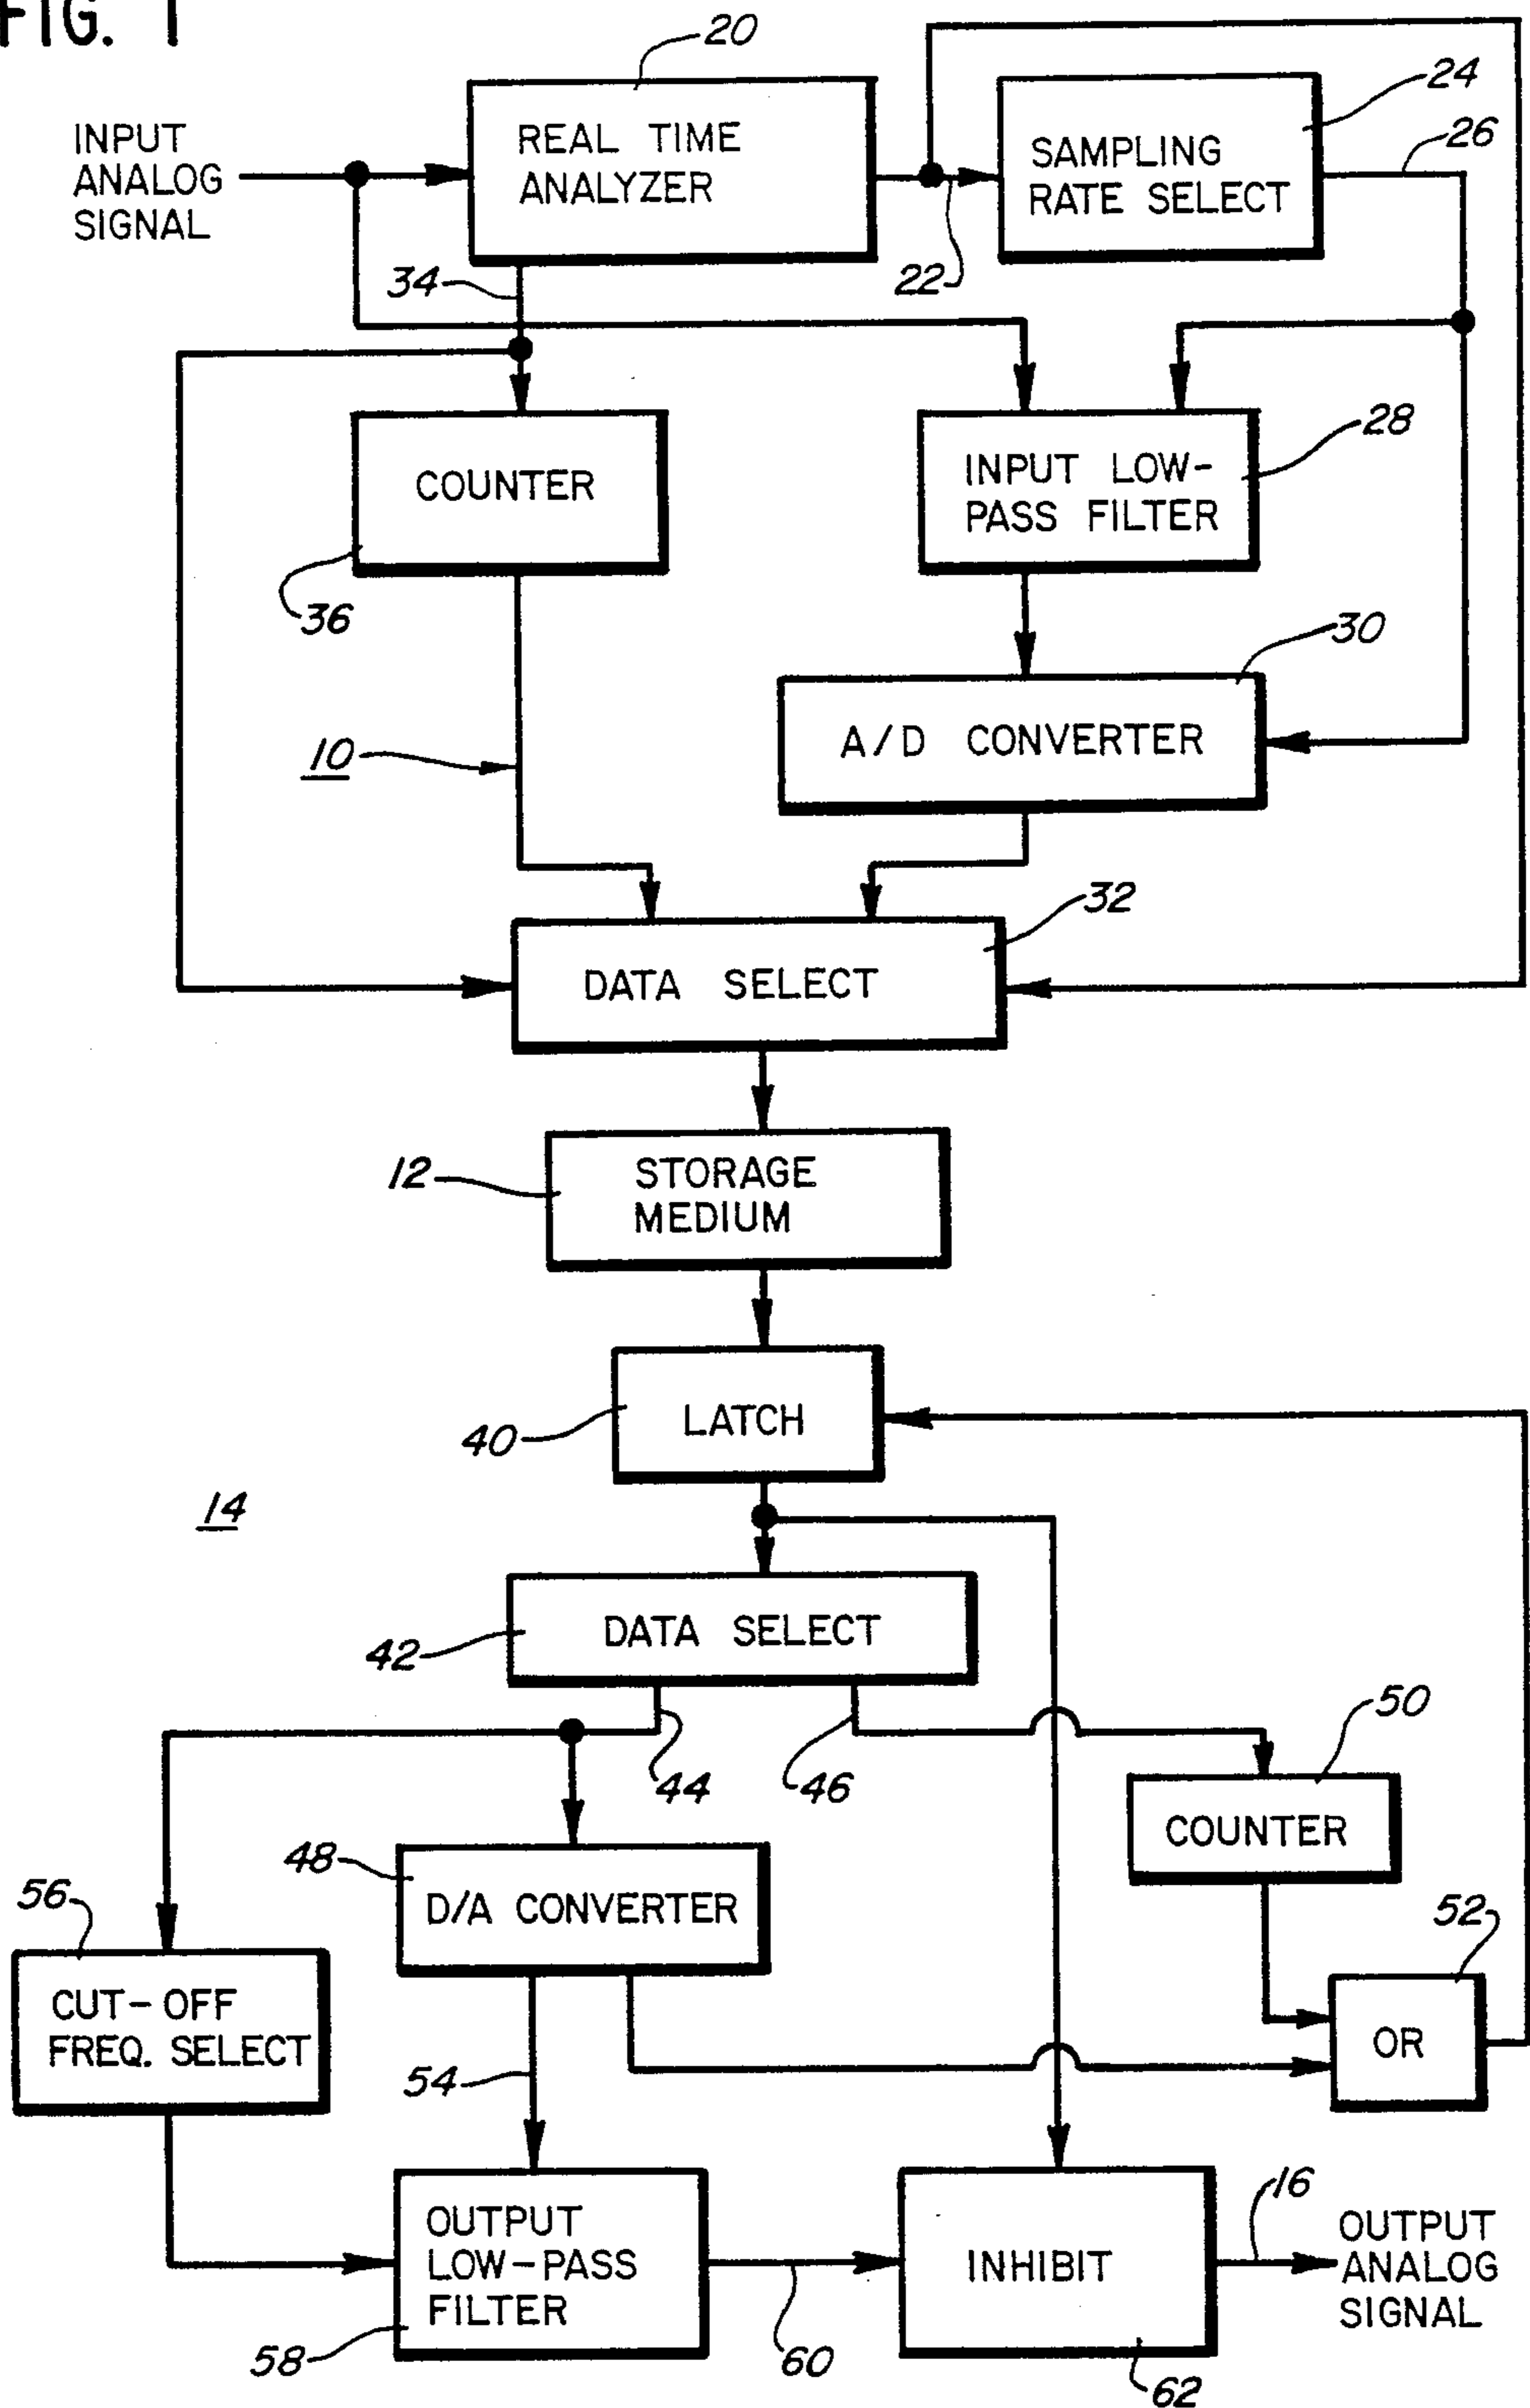 FIG. 1
20
24
26
INPUT
ANALOG
SIGNAL
REAL TIME
ANALYZER
SAMPLING
RATE SELECT
34
22
28
COUNTER
INPUT LOW-
PASS FILTER
36
30
10
A/D CONVERTER
32
DATA SELECT
12
STORAGE
MEDIUM
40
LATCH
14
42
DATA SELECT
44
46
50
COUNTER
48
D/A CONVERTER
56
52
CUT-OFF
FREQ. SELECT
OR
54
16
OUTPUT
LOW-PASS
FILTER
INHIBIT
OUTPUT
ANALOG
SIGNAL
58
60
62